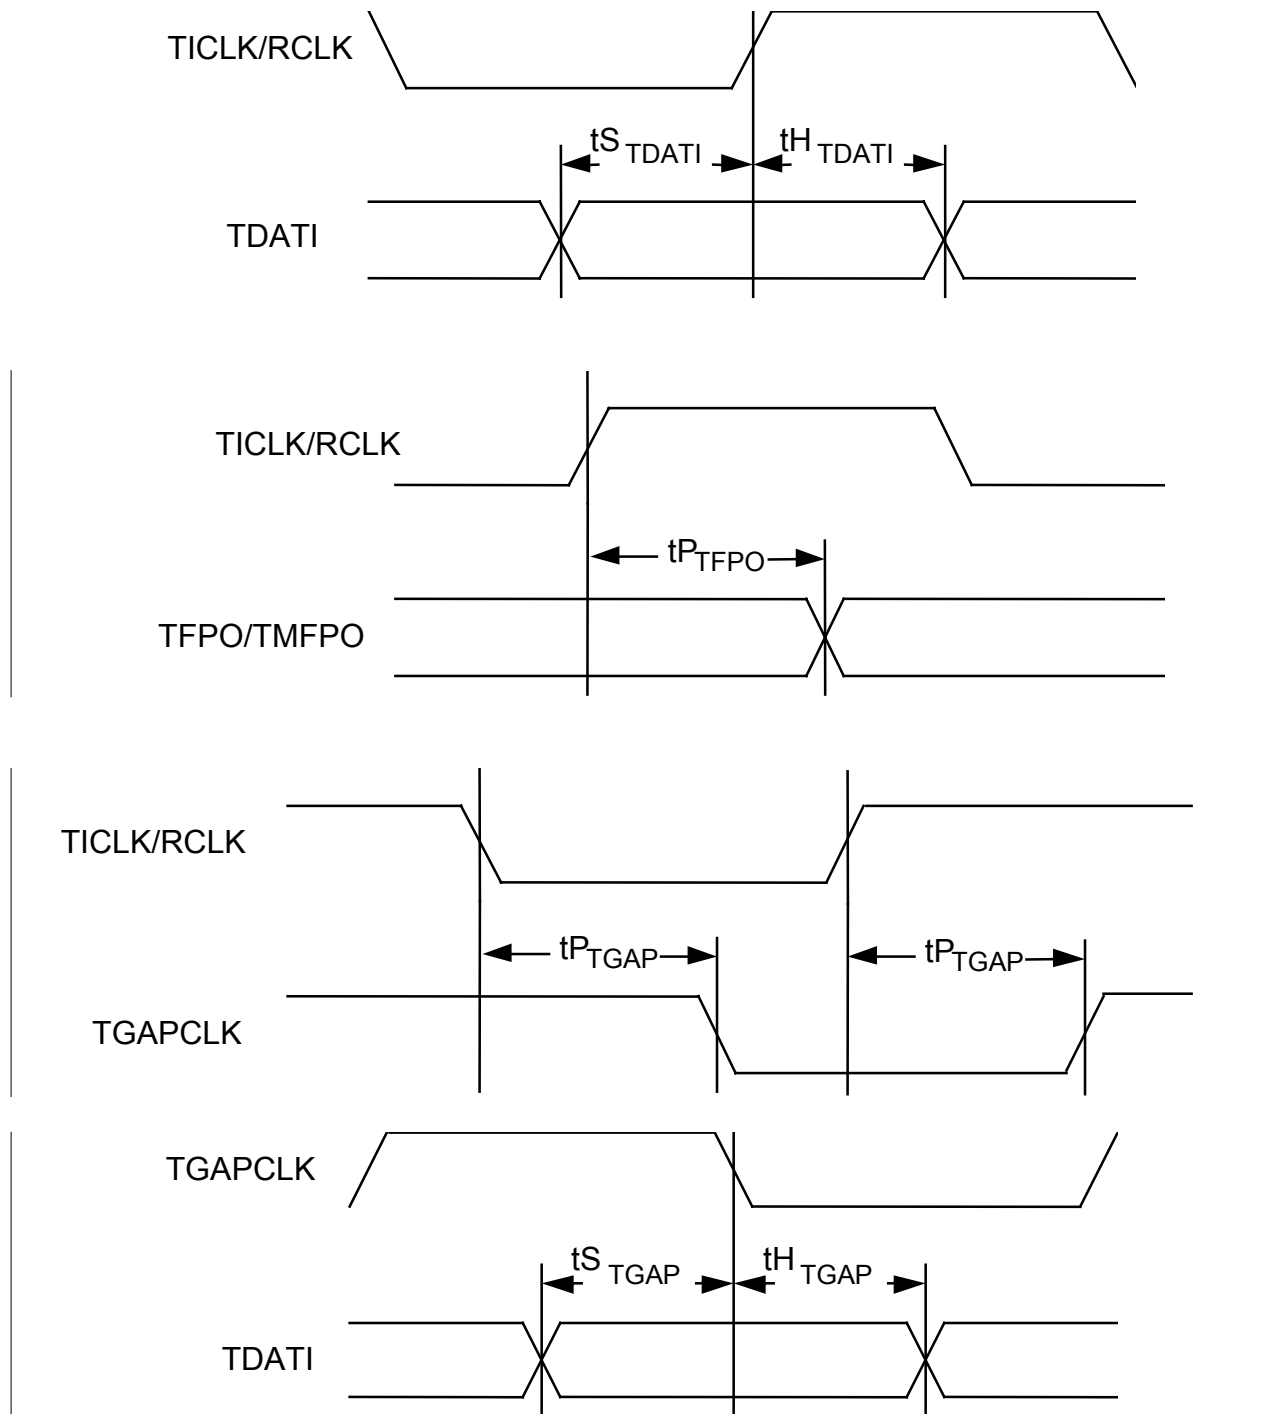 TICLK/RCLK
tS TDATI tH TDATI
TDATI
TICLK/RCLK
tPTFPO
TFPO/TMFPO
TICLK/RCLK
tPTGAP tPTGAP
TGAPCLK
TGAPCLK
tS TGAP tH TGAP
TDATI